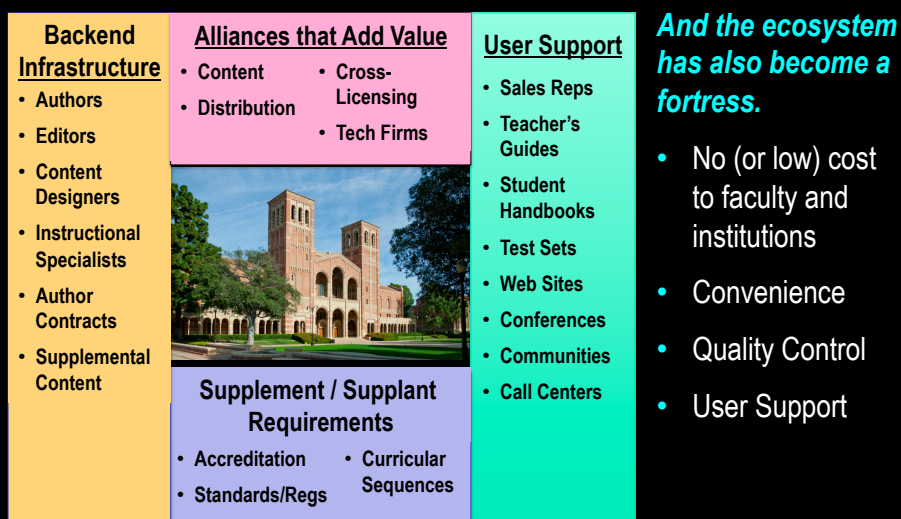 Backend
Infrastructure
• Authors
• Editors
• Content
Designers
• Instructional
Specialists
• Author
Contracts
• Supplemental
Content
Alliances that Add Value
• Content
• Distribution
• Cross-
Licensing
• Tech Firms
Supplement / Supplant
Requirements
• Accreditation
• Standards/Regs
• Curricular
Sequences
User Support
• Sales Reps
• Teacher's
Guides
• Student
Handbooks
• Test Sets
• Web Sites
• Conferences
• Communities
• Call Centers
And the ecosystem
has also become a
fortress.
• No (or low) cost
to faculty and
institutions
• Convenience
• Quality Control
• User Support